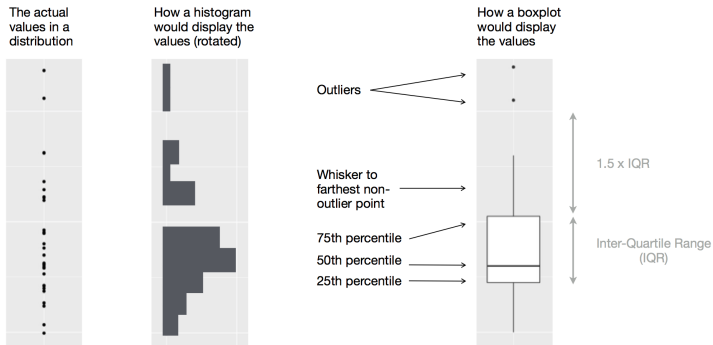 The actual
values in a
distribution
How a histogram
would display the
values (rotated)
How a boxplot
would display
the values
Outliers
1.5 x IQR
Whisker to
farthest non-
outlier point
75th percentile
Inter-Quartile Range
(IQR)
50th percentile
25th percentile